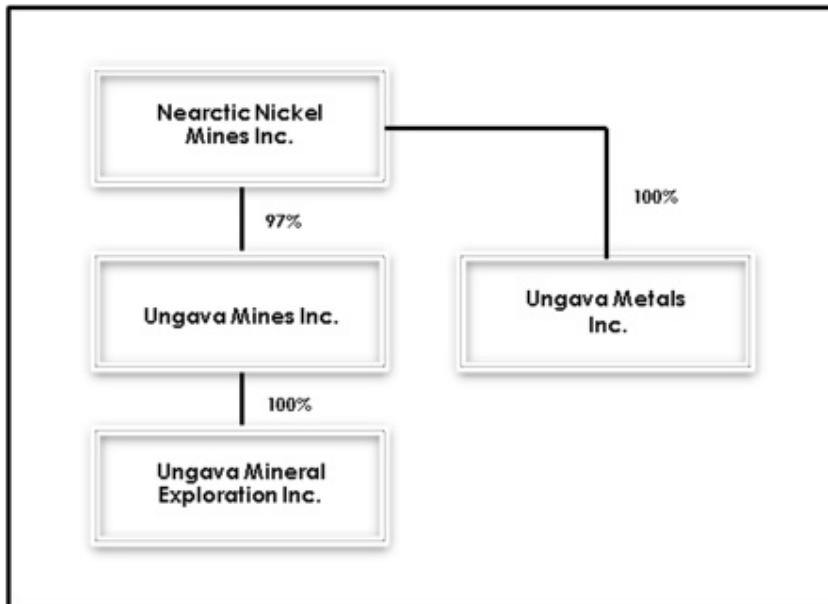 Nearctic Nickel
Mines Inc.
97%
100%
Ungava Mines Inc.
Ungava Metals
Inc.
100%
Ungava Mineral
Exploration Inc.